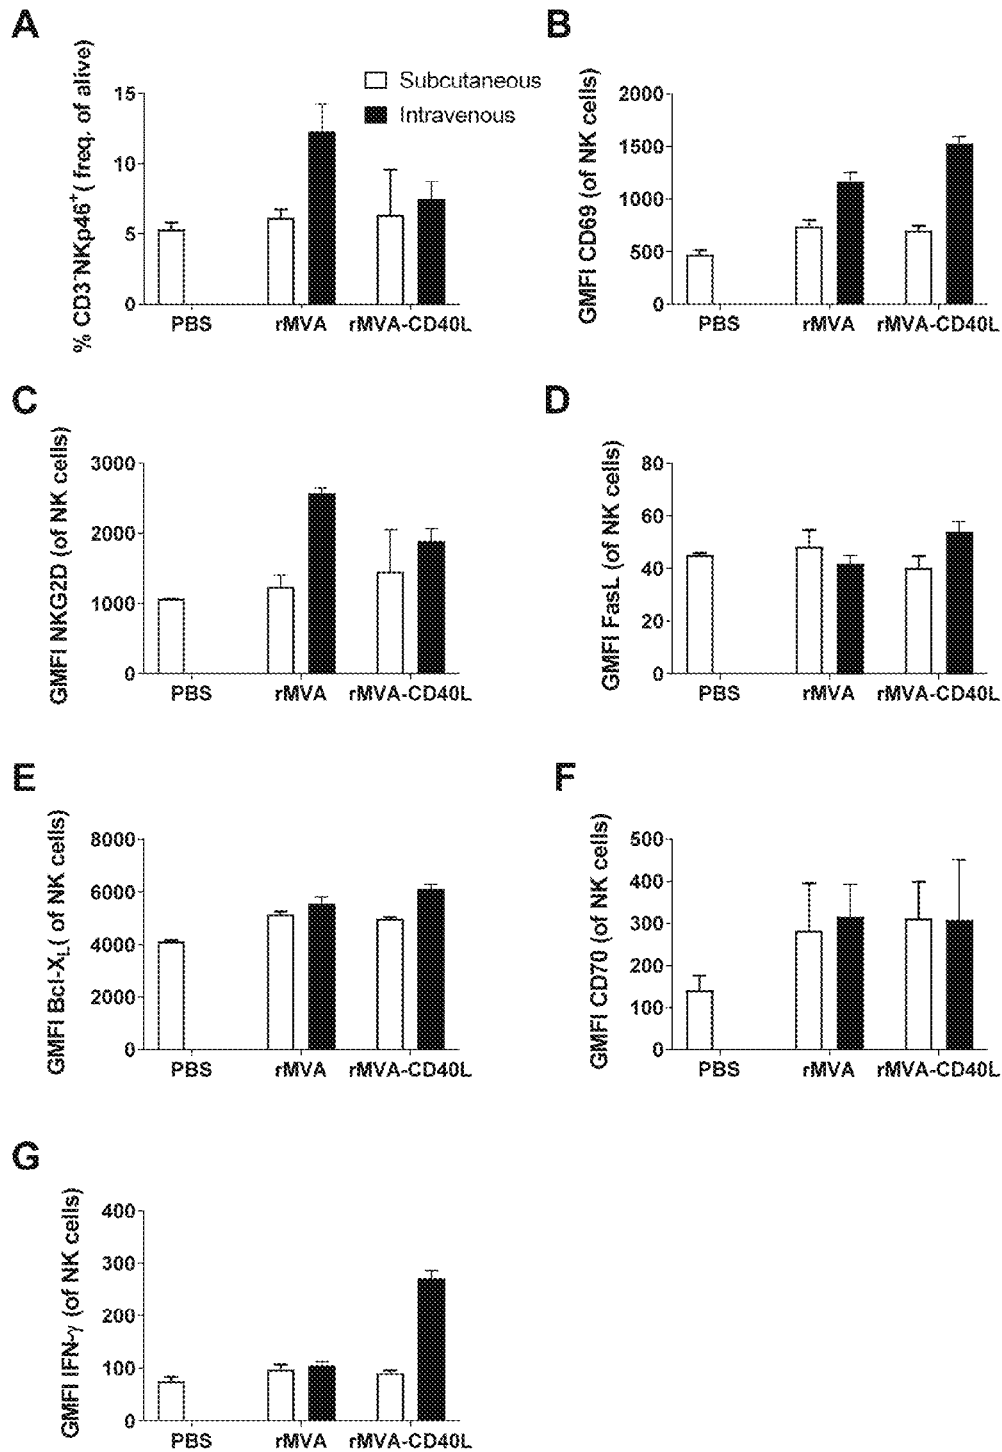 A
% CD3⁻NKp46⁺( freq. of alive)
15
10
5
0
PBS
rMVA
rMVA-CD40L
Subcutaneous
Intravenous
B
GMFI CD69 (of NK cells)
2000
1500
1000
500
0
PBS
rMVA
rMVA-CD40L
C
GMFI NKG2D (of NK cells)
3000
2000
1000
0
PBS
rMVA
rMVA-CD40L
D
GMFI FasL (of NK cells)
80
60
40
20
0
PBS
rMVA
rMVA-CD40L
E
GMFI Bcl-X_L( of NK cells)
8000
6000
4000
2000
0
PBS
rMVA
rMVA-CD40L
F
GMFI CD70 (of NK cells)
500
400
300
200
100
0
PBS
rMVA
rMVA-CD40L
G
GMFI IFN-γ (of NK cells)
400
300
200
100
0
PBS
rMVA
rMVA-CD40L